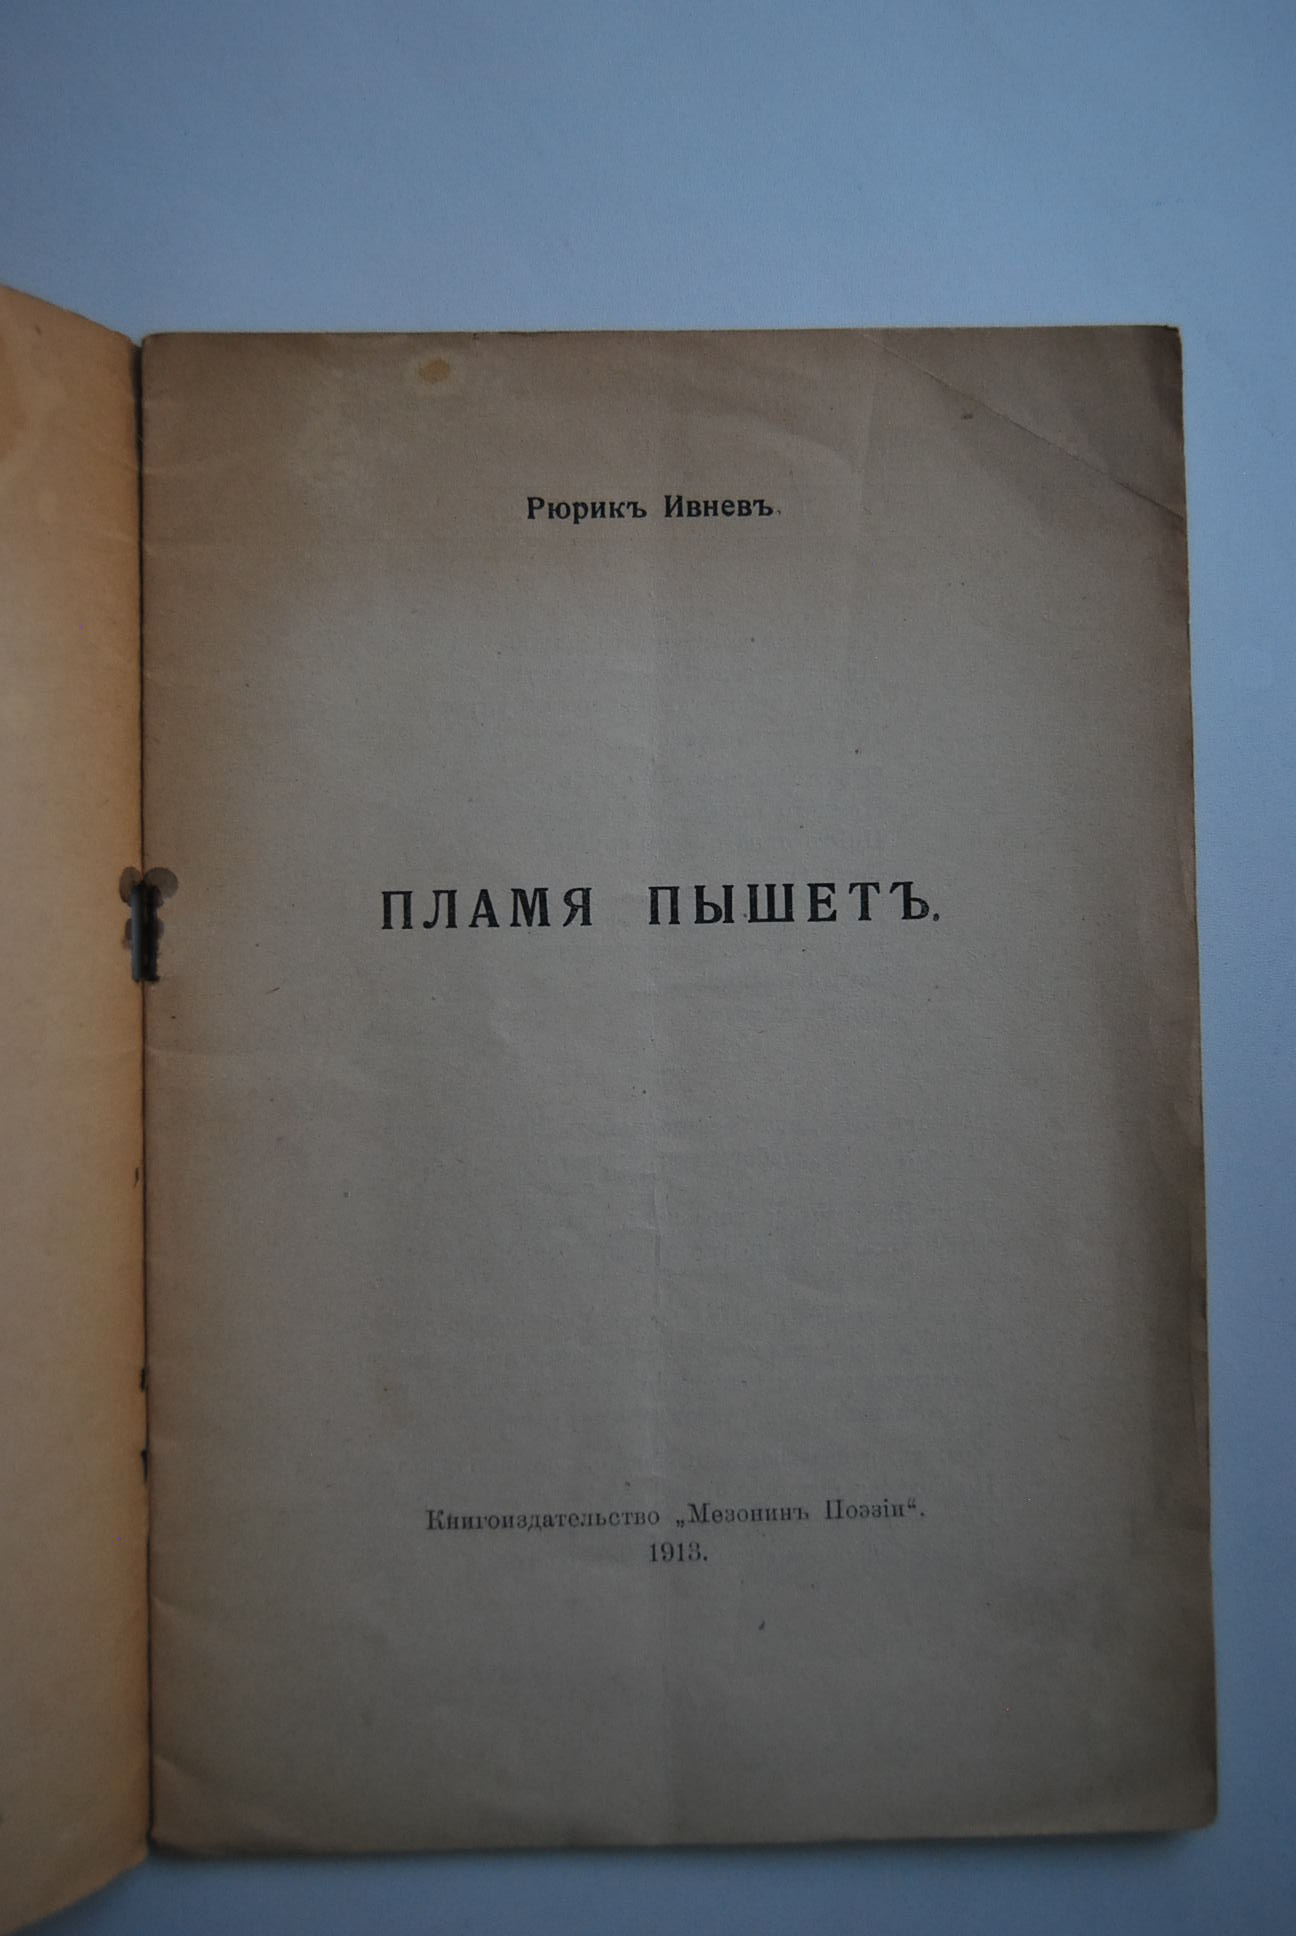 Рюрикъ Ивневъ.
ПЛАМЯ ПЫШЕТЪ.
Книгоиздательство „Мезонинъ Поэзіи“.
1913.